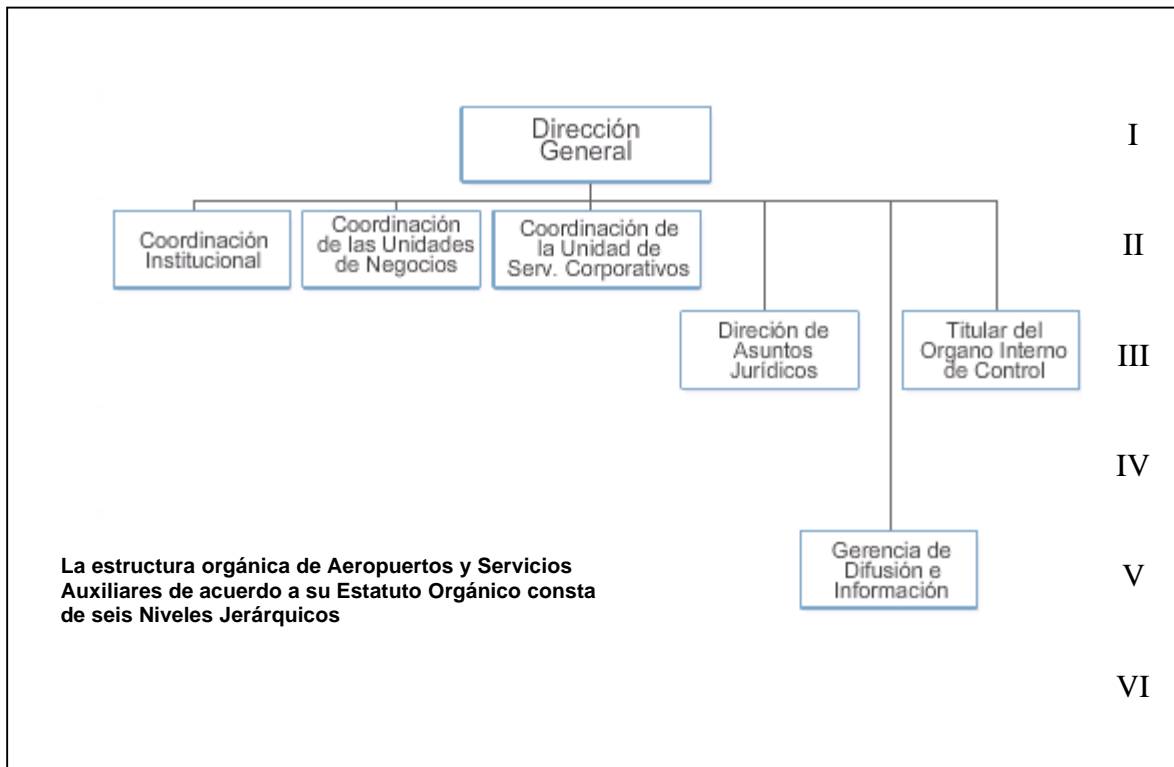 Dirección
General
I
Coordinación
Institucional
Coordinación
de las Unidades
de Negocios
Coordinación de
la Unidad de
Serv. Corporativos
II
Direción de
Asuntos
Jurídicos
Titular del
Organo Interno
de Control
III
IV
Gerencia de
Difusión e
Información
V
La estructura orgánica de Aeropuertos y Servicios
Auxiliares de acuerdo a su Estatuto Orgánico consta
de seis Niveles Jerárquicos
VI